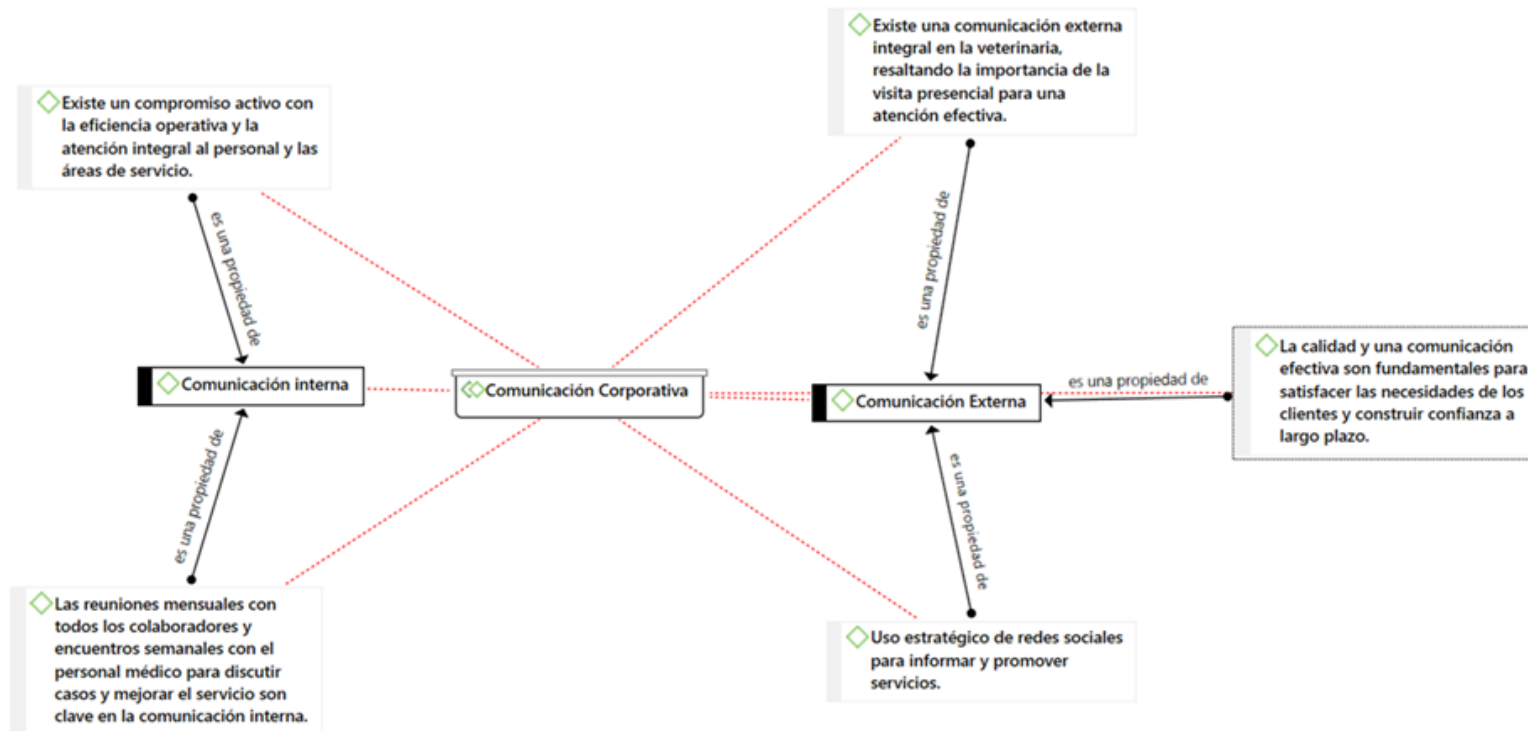 Existe una comunicación externa
integral en la veterinaria,
resaltando la importancia de la
visita presencial para una
atención efectiva.
Existe un compromiso activo con
la eficiencia operativa y la
atención integral al personal y las
áreas de servicio.
es una propiedad de
es una propiedad de
Comunicación interna
Comunicación Corporativa
Comunicación Externa
es una propiedad de
La calidad y una comunicación
efectiva son fundamentales para
satisfacer las necesidades de los
clientes y construir confianza a
largo plazo.
es una propiedad de
es una propiedad de
Las reuniones mensuales con
todos los colaboradores y
encuentros semanales con el
personal médico para discutir
casos y mejorar el servicio son
clave en la comunicación interna.
Uso estratégico de redes sociales
para informar y promover
servicios.